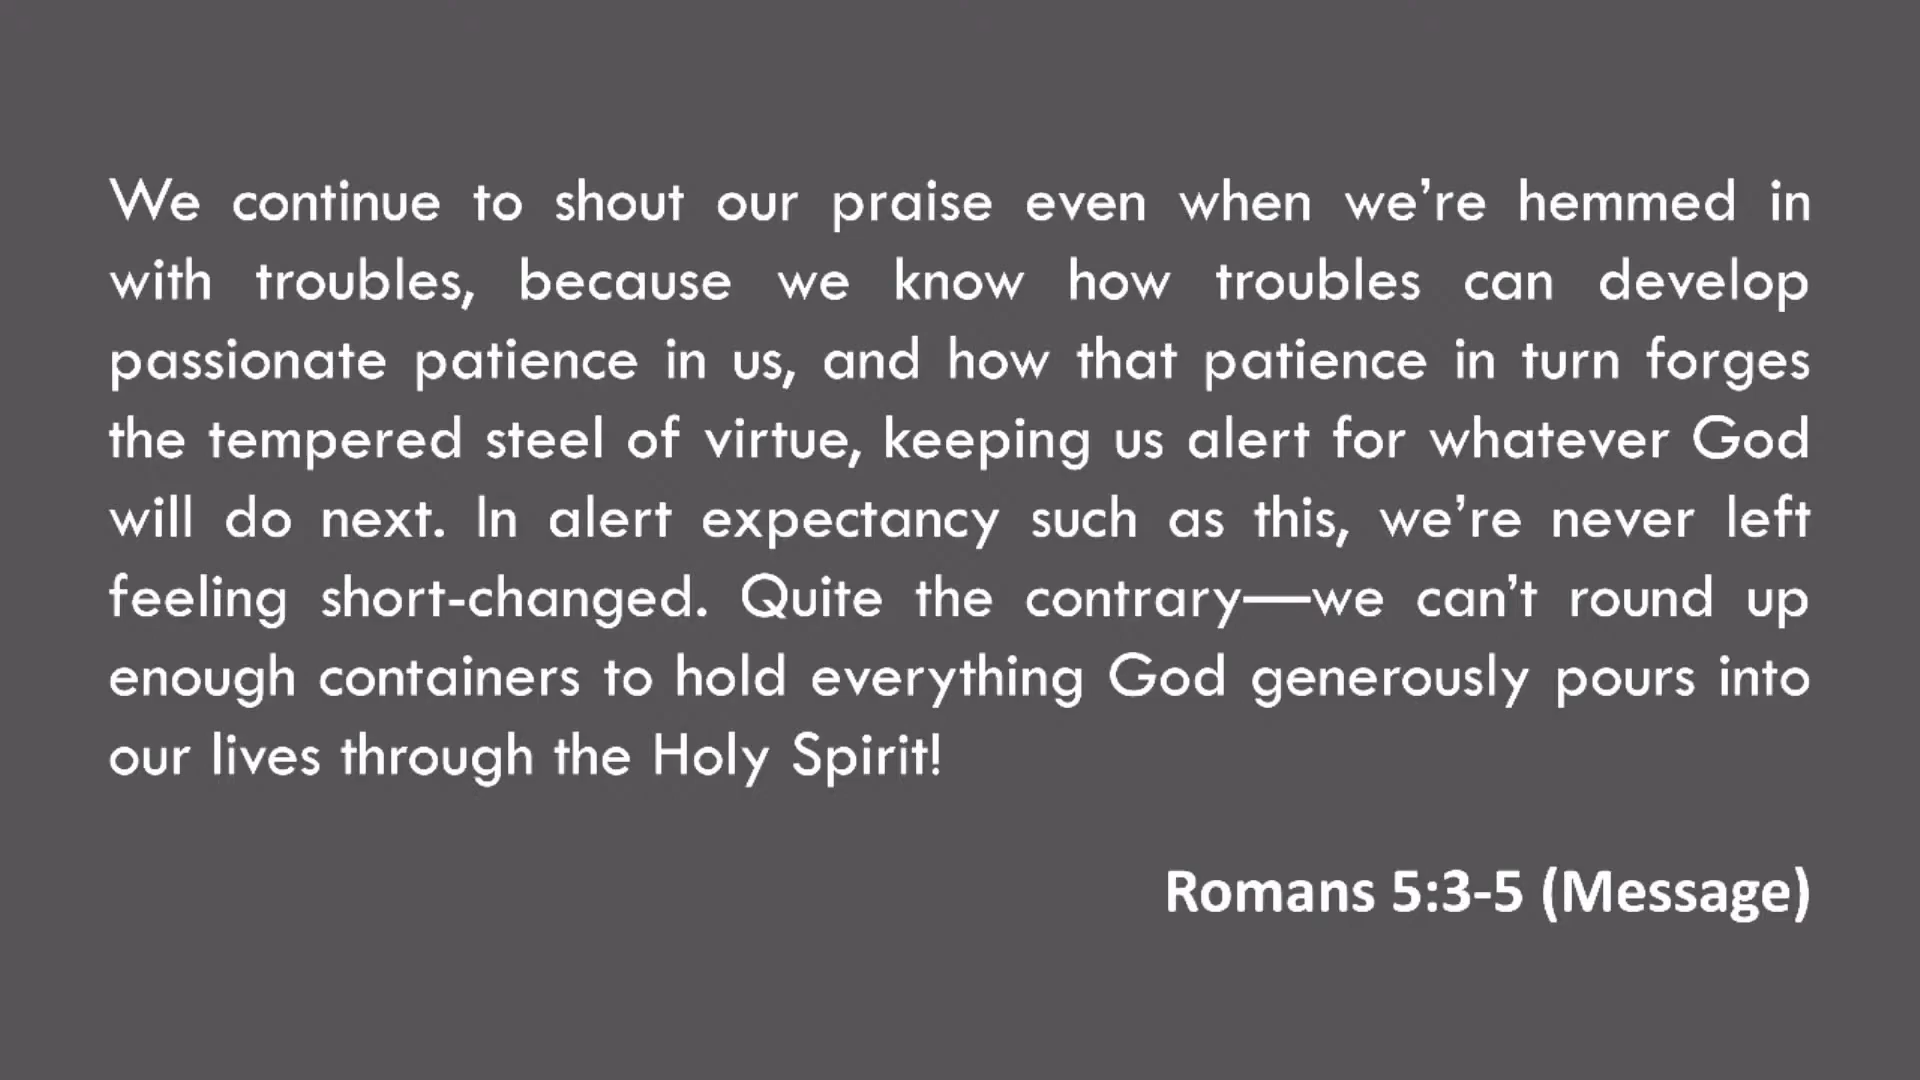 We continue to shout our praise even when we’re hemmed in
with troubles, because we know how troubles can develop
passionate patience in us, and how that patience in turn forges
the tempered steel of virtue, keeping us alert for whatever God
will do next. In alert expectancy such as this, we’re never left
feeling short-changed. Quite the contrary—we can’t round up
enough containers to hold everything God generously pours into
our lives through the Holy Spirit!
Romans 5:3-5 (Message)